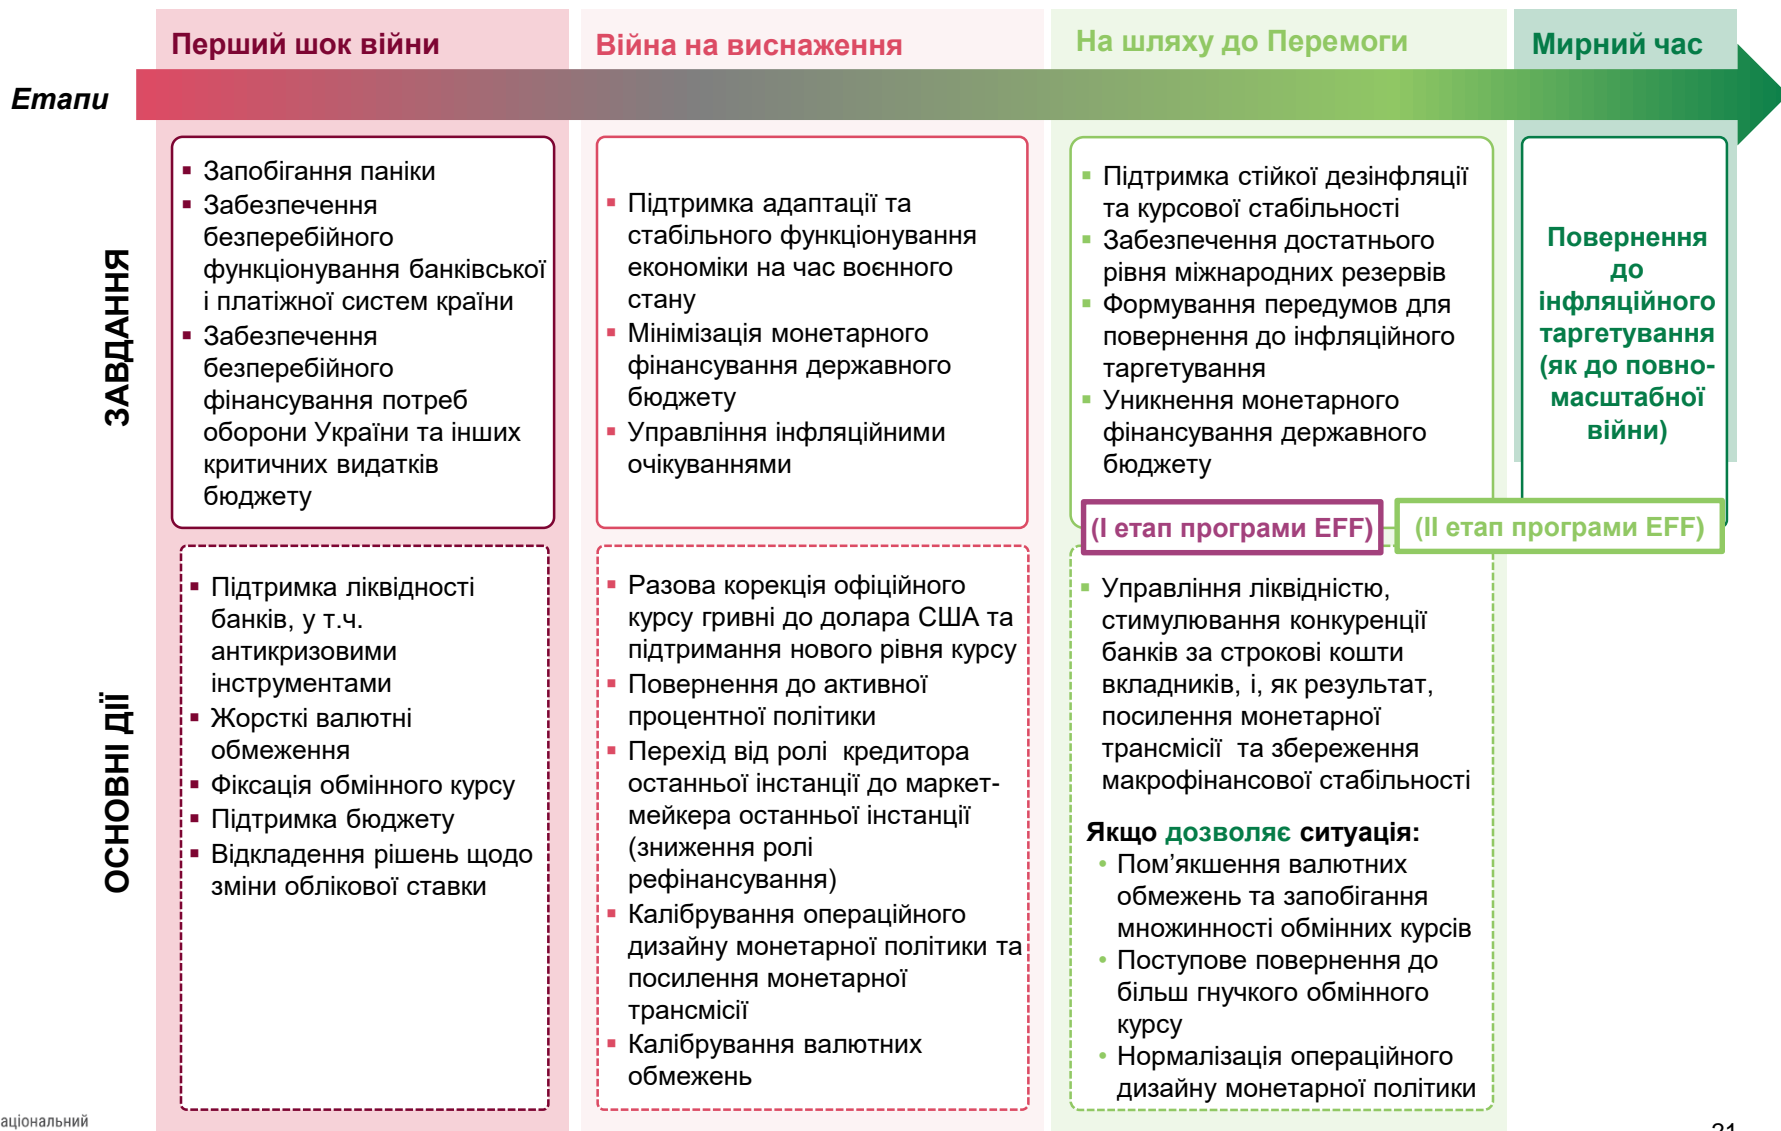 Перший шок війни
Війна на виснаження
На шляху до Перемоги
Мирний час
Етапи
ЗАВДАННЯ
▪ Запобігання паніки
▪ Забезпечення
безперебійного
функціонування банківської
і платіжної систем країни
▪ Забезпечення
безперебійного
фінансування потреб
оборони України та інших
критичних видатків
бюджету
▪ Підтримка адаптації та
стабільного функціонування
економіки на час воєнного
стану
▪ Мінімізація монетарного
фінансування державного
бюджету
▪ Управління інфляційними
очікуваннями
▪ Підтримка стійкої дезінфляції
та курсової стабільності
▪ Забезпечення достатнього
рівня міжнародних резервів
▪ Формування передумов для
повернення до інфляційного
таргетування
▪ Уникнення монетарного
фінансування державного
бюджету
Повернення
до
інфляційного
таргетування
(як до повно-
масштабної
війни)
(І етап програми EFF)
(ІІ етап програми EFF)
ОСНОВНІ ДІЇ
▪ Підтримка ліквідності
банків, у т.ч.
антикризовими
інструментами
▪ Жорсткі валютні
обмеження
▪ Фіксація обмінного курсу
▪ Підтримка бюджету
▪ Відкладення рішень щодо
зміни облікової ставки
▪ Разова корекція офіційного
курсу гривні до долара США та
підтримання нового рівня курсу
▪ Повернення до активної
процентної політики
▪ Перехід від ролі кредитора
останньої інстанції до маркет-
мейкера останньої інстанції
(зниження ролі
рефінансування)
▪ Калібрування операційного
дизайну монетарної політики та
посилення монетарної
трансмісії
▪ Калібрування валютних
обмежень
▪ Управління ліквідністю,
стимулювання конкуренції
банків за строкові кошти
вкладників, і, як результат,
посилення монетарної
трансмісії та збереження
макрофінансової стабільності
Якщо дозволяє ситуація:
• Пом’якшення валютних
обмежень та запобігання
множинності обмінних курсів
• Поступове повернення до
більш гнучкого обмінного
курсу
• Нормалізація операційного
дизайну монетарної політики
аціональний
21